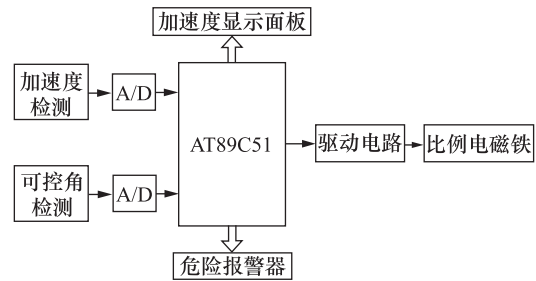 加速度显示面板
加速度
检测
A/D
AT89C51
驱动电路
比例电磁铁
可控角
检测
A/D
危险报警器